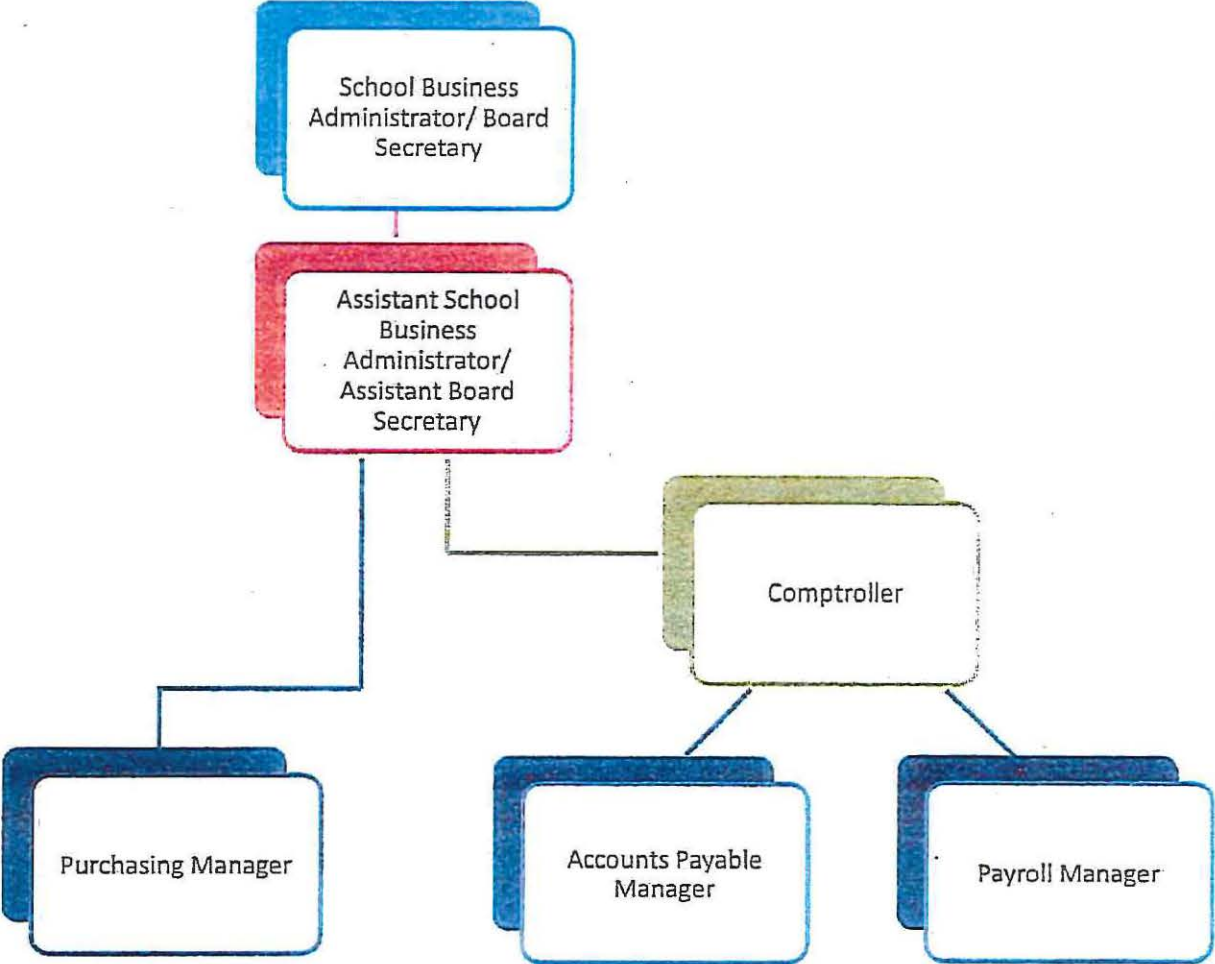 School Business
Administrator/ Board
Secretary
Assistant School
Business
Administrator/
Assistant Board
Secretary
Comptroller
Purchasing Manager
Accounts Payable
Manager
Payroll Manager